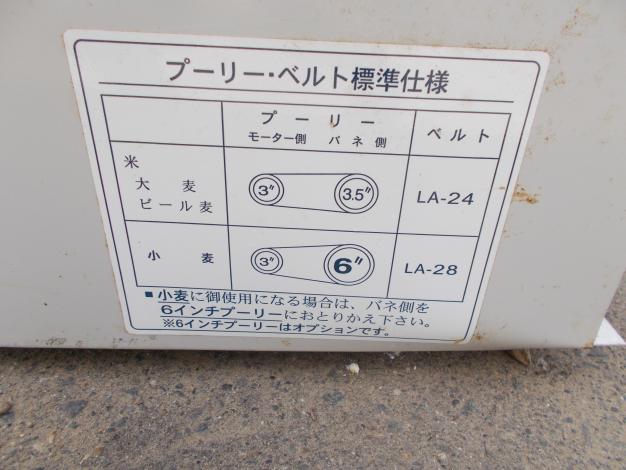 プーリー・ベルト標準仕様
プーリー ベルト
モーター側 バネ側
米
大麦
ビール麦
3″ 3.5″ LA-24
小麦 3″ 6″ LA-28
■小麦に御使用になる場合は、バネ側を
6インチプーリーにおとりかえ下さい。
※6インチプーリーはオプションです。